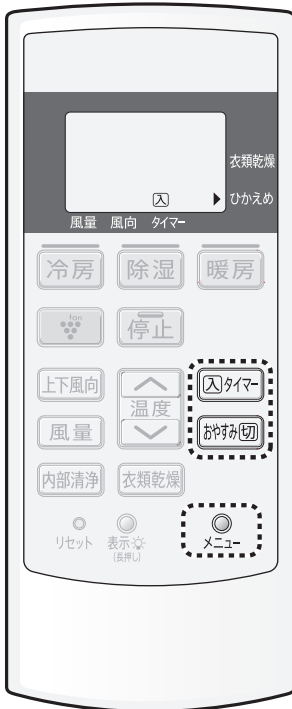 衣類乾燥
入 ひかえめ
風量 風向 タイマー
冷房 除湿 暖房
ion 停止
上下風向 温度 入タイマー
風量 おやすみ切
内部清浄 衣類乾燥
リセット 表示 メニュー
(長押し)